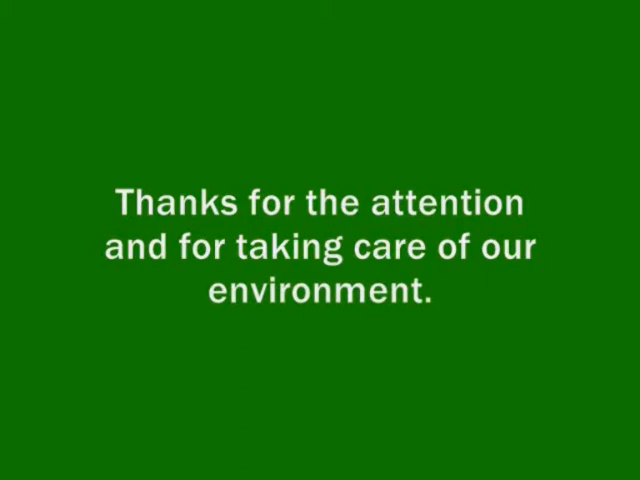 Thanks for the attention
and for taking care of our
environment.